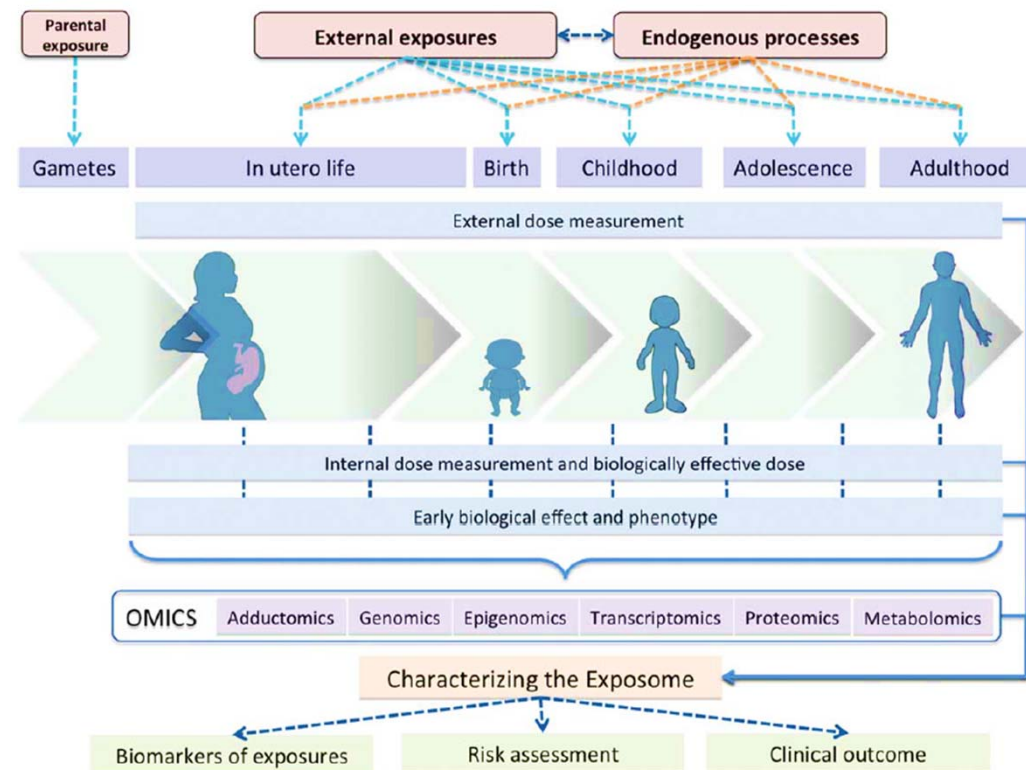 Parental
exposure
External exposures
Endogenous processes
Gametes
In utero life
Birth
Childhood
Adolescence
Adulthood
External dose measurement
Internal dose measurement and biologically effective dose
Early biological effect and phenotype
OMICS
Adductomics
Genomics
Epigenomics
Transcriptomics
Proteomics
Metabolomics
Characterizing the Exposome
Biomarkers of exposures
Risk assessment
Clinical outcome